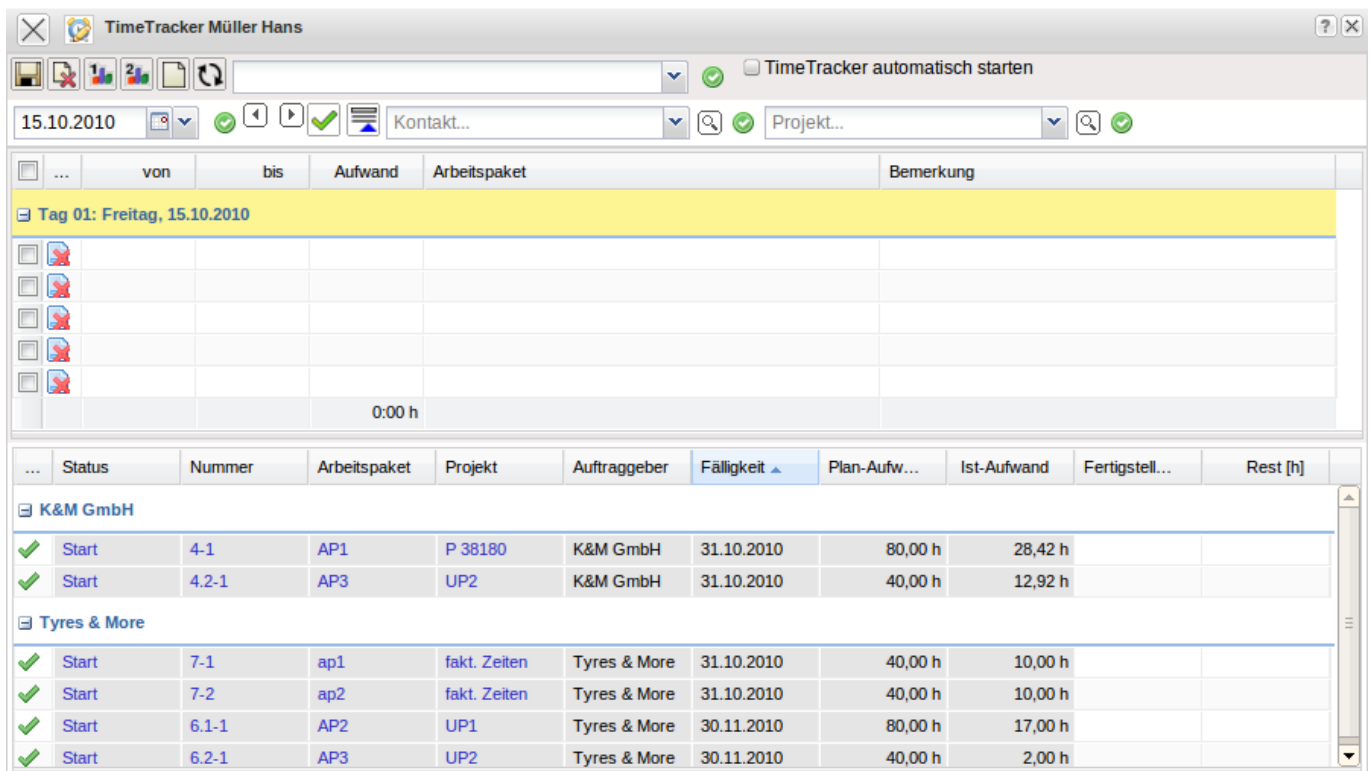 TimeTracker Müller Hans
TimeTracker automatisch starten
15.10.2010 Kontakt... Projekt...
... von bis Aufwand Arbeitspaket Bemerkung
Tag 01: Freitag, 15.10.2010
0:00 h
... Status Nummer Arbeitspaket Projekt Auftraggeber Fälligkeit Plan-Aufw... Ist-Aufwand Fertigstell... Rest [h]
K&M GmbH
Start 4-1 AP1 P 38180 K&M GmbH 31.10.2010 80,00 h 28,42 h
Start 4.2-1 AP3 UP2 K&M GmbH 31.10.2010 40,00 h 12,92 h
Tyres & More
Start 7-1 ap1 fakt. Zeiten Tyres & More 31.10.2010 40,00 h 10,00 h
Start 7-2 ap2 fakt. Zeiten Tyres & More 31.10.2010 40,00 h 10,00 h
Start 6.1-1 AP2 UP1 Tyres & More 30.11.2010 80,00 h 17,00 h
Start 6.2-1 AP3 UP2 Tyres & More 30.11.2010 40,00 h 2,00 h